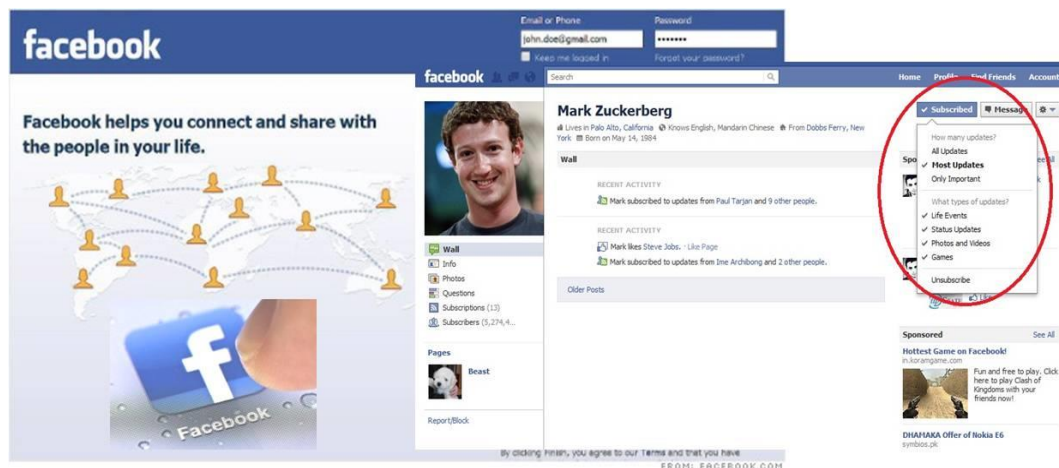 Email or Phone
Password
facebook
john.doe@gmail.com
•••••••
Keep me logged in
Forgot your password?
Facebook helps you connect and share with
the people in your life.
Facebook
facebook
Search
Home Profile Find Friends Account
Mark Zuckerberg
Lives in Palo Alto, California Knows English, Mandarin Chinese From Dobbs Ferry, New
York Born on May 14, 1984
Wall
RECENT ACTIVITY
Mark subscribed to updates from Paul Tarjan and 9 other people.
RECENT ACTIVITY
Mark likes Steve Jobs. · Like Page
Mark subscribed to updates from Ime Archibong and 2 other people.
Older Posts
Wall
Info
Photos
Questions
Subscriptions (13)
Subscribers (5,274,4...
Pages
Beast
Report/Block
✓ Subscribed
Message
How many updates?
All Updates
✓ Most Updates
Only Important
What types of updates?
✓ Life Events
✓ Status Updates
✓ Photos and Videos
✓ Games
Unsubscribe
Sponsored See All
Hottest Game on Facebook!
in.koramgame.com
Fun and free to play. Click
here to play Clash of
Kingdoms with your
friends now!
DHAMAKA Offer of Nokia E6
symbios.pk
By clicking Finish, you agree to our Terms and that you have
FROM: FACEBOOK.COM